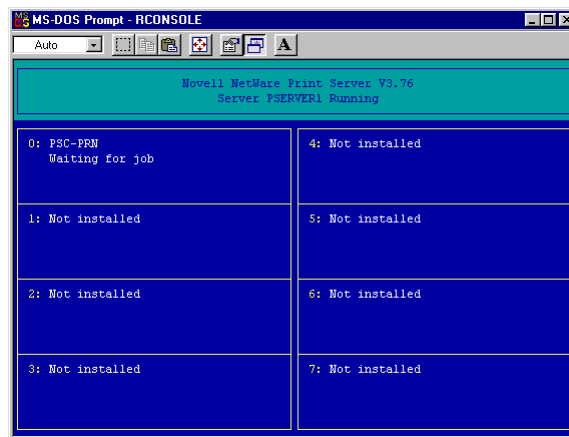 MS-DOS Prompt - RCONSOLE
Auto
A
Novell NetWare Print Server V3.76
Server PSERVER1 Running
0: PSC-PRN
Waiting for job
1: Not installed
2: Not installed
3: Not installed
4: Not installed
5: Not installed
6: Not installed
7: Not installed